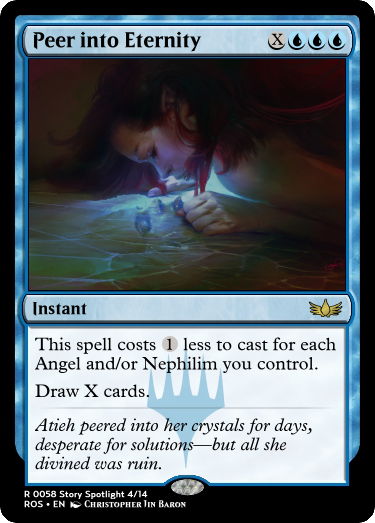 Peer into Eternity X
Instant
This spell costs 1 less to cast for each
Angel and/or Nephilim you control.
Draw X cards.
Atieh peered into her crystals for days,
desperate for solutions—but all she
divined was ruin.
R 0058 Story Spotlight 4/14
ROS • EN Christopher Jin Baron